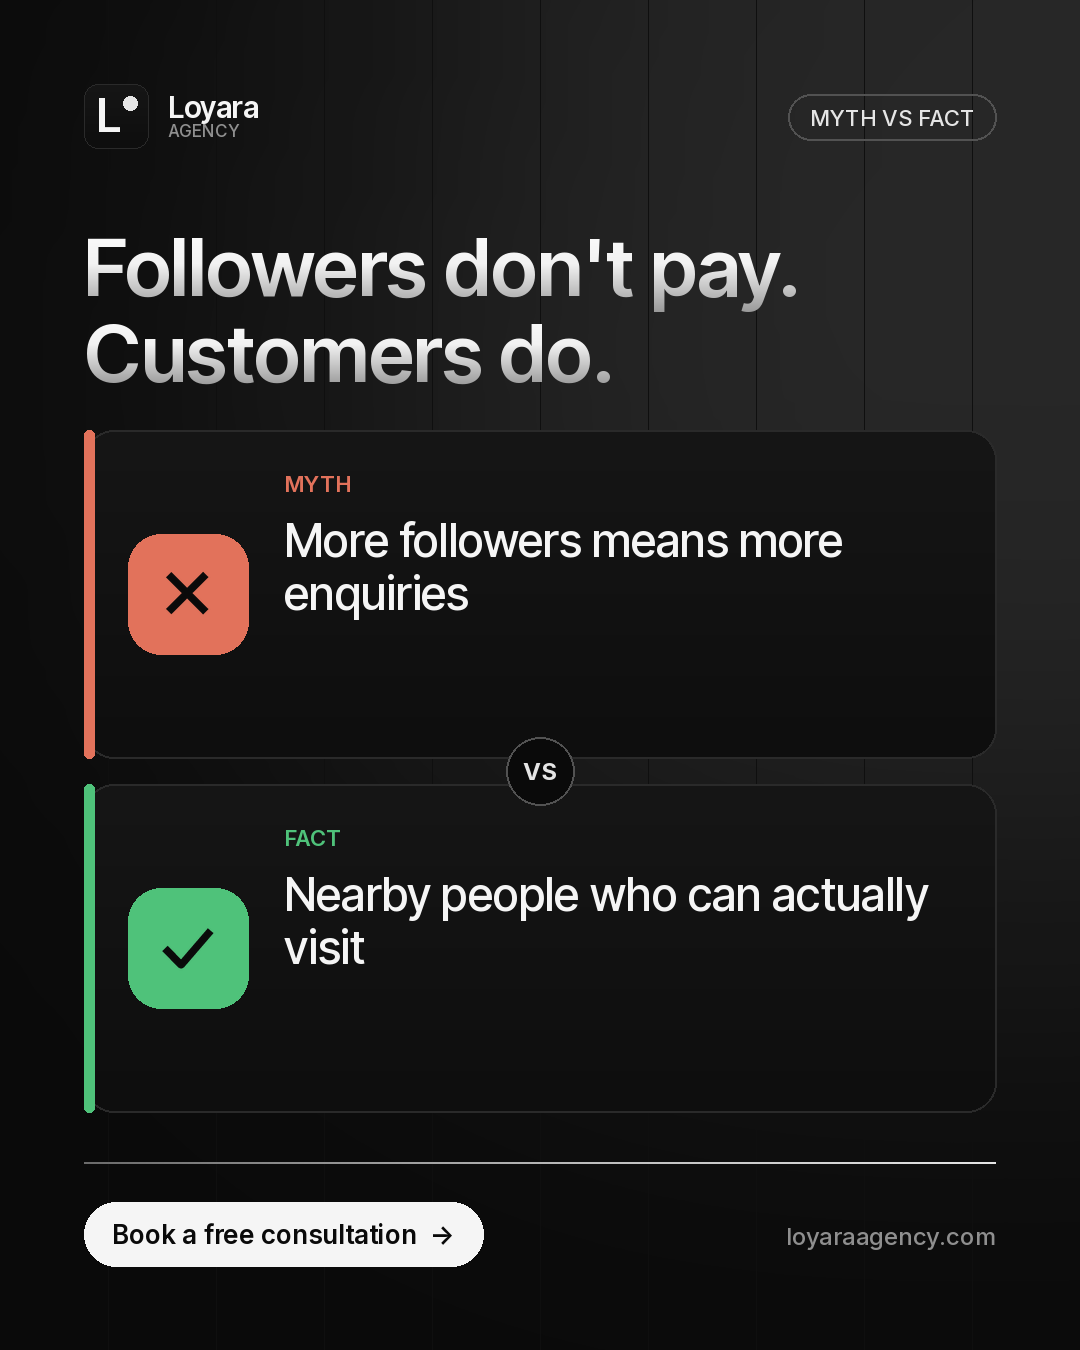 Loyara
AGENCY
MYTH VS FACT
Followers don't pay.
Customers do.
MYTH
More followers means more
enquiries
VS
FACT
Nearby people who can actually
visit
Book a free consultation →
loyaraagency.com